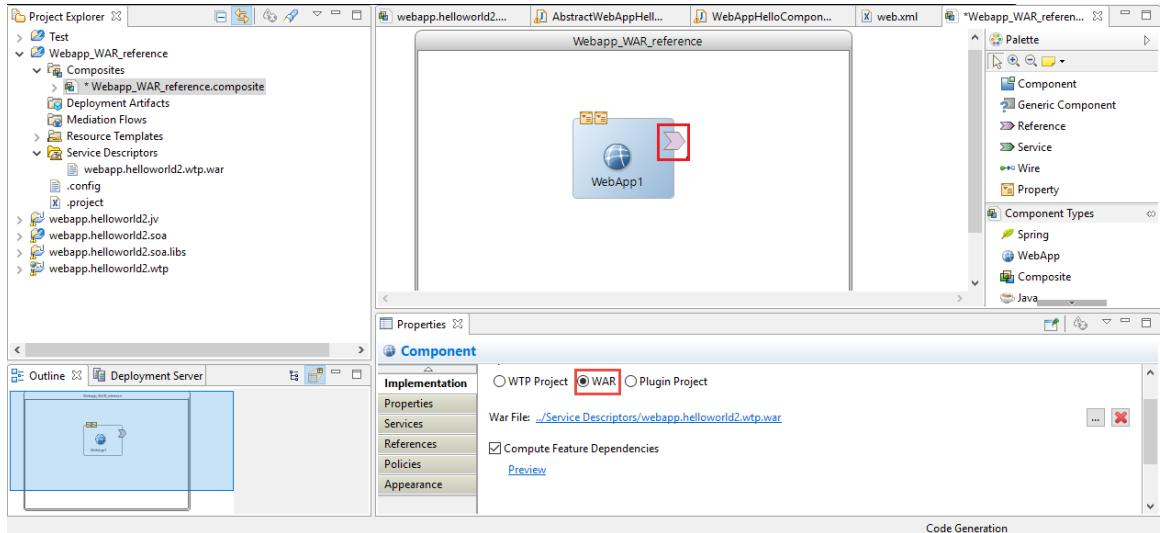 Project Explorer
Test
Webapp_WAR_reference
Composites
* Webapp_WAR_reference.composite
Deployment Artifacts
Mediation Flows
Resource Templates
Service Descriptors
webapp.helloworld2.wtp.war
.config
.project
webapp.helloworld2.jv
webapp.helloworld2.soa
webapp.helloworld2.soa.libs
webapp.helloworld2.wtp
Outline Deployment Server
webapp.helloworld2.... AbstractWebAppHell... WebAppHelloCompon... web.xml *Webapp_WAR_referen...
Webapp_WAR_reference
WebApp1
Palette
Component
Generic Component
Reference
Service
Wire
Property
Component Types
Spring
WebApp
Composite
Java
Properties
Component
Implementation
Properties
Services
References
Policies
Appearance
WTP Project WAR Plugin Project
War File: ../Service Descriptors/webapp.helloworld2.wtp.war ...
Compute Feature Dependencies
Preview
Code Generation